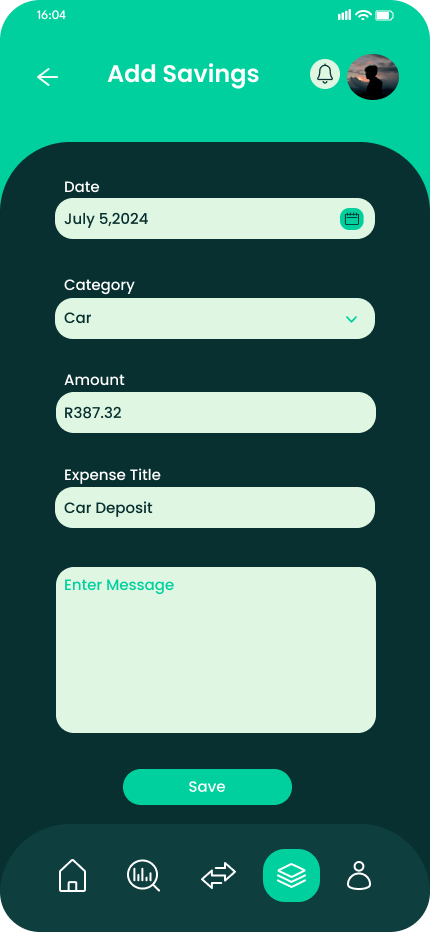 16:04
Add Savings
Date
July 5,2024
Category
Car
Amount
R387.32
Expense Title
Car Deposit
Enter Message
Save